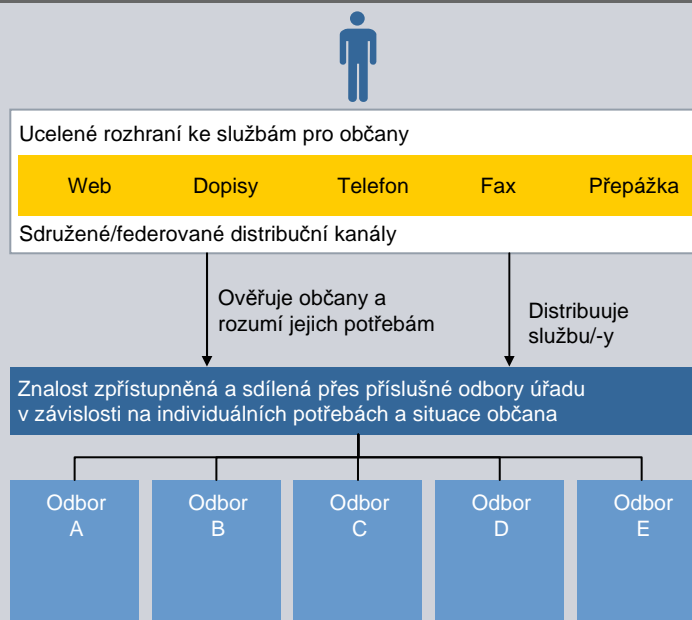 Ucelené rozhraní ke službám pro občany
Web Dopisy Telefon Fax Přepážka
Sdružené/federované distribuční kanály
Ověřuje občany a
rozumí jejich potřebám
Distribuuje
službu/-y
Znalost zpřístupněná a sdílená přes příslušné odbory úřadu
v závislosti na individuálních potřebách a situace občana
Odbor
A
Odbor
B
Odbor
C
Odbor
D
Odbor
E